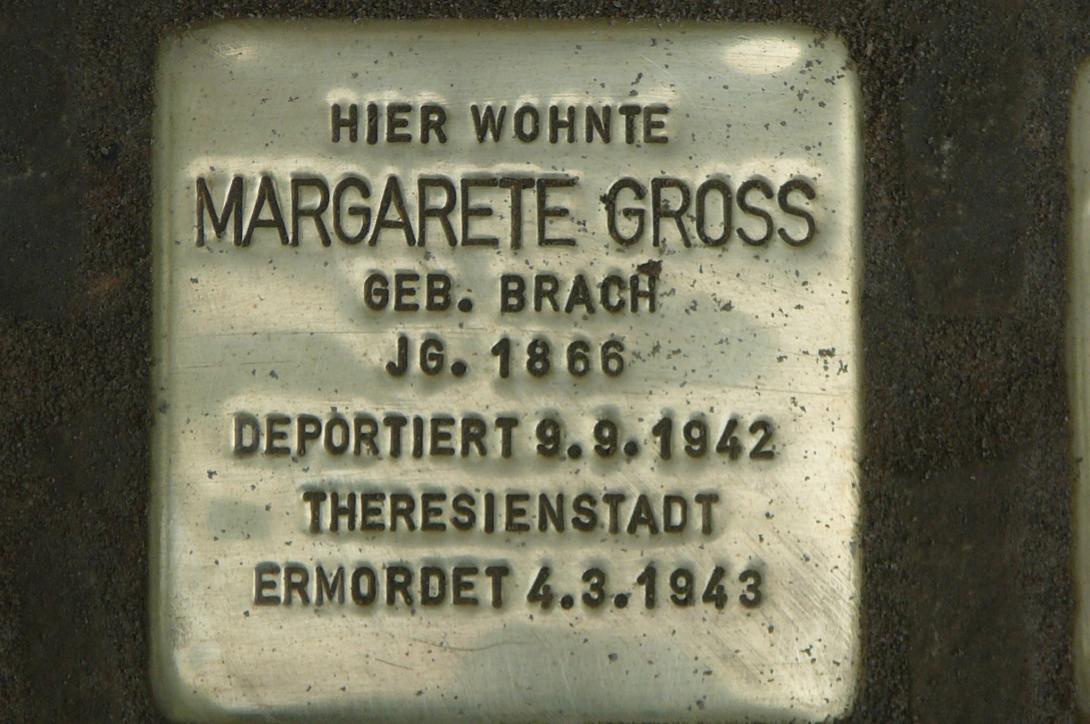 HIER WOHNTE
MARGARETE GROSS
GEB. BRACH
JG. 1866
DEPORTIERT 9.9.1942
THERESIENSTADT
ERMORDET 4.3.1943